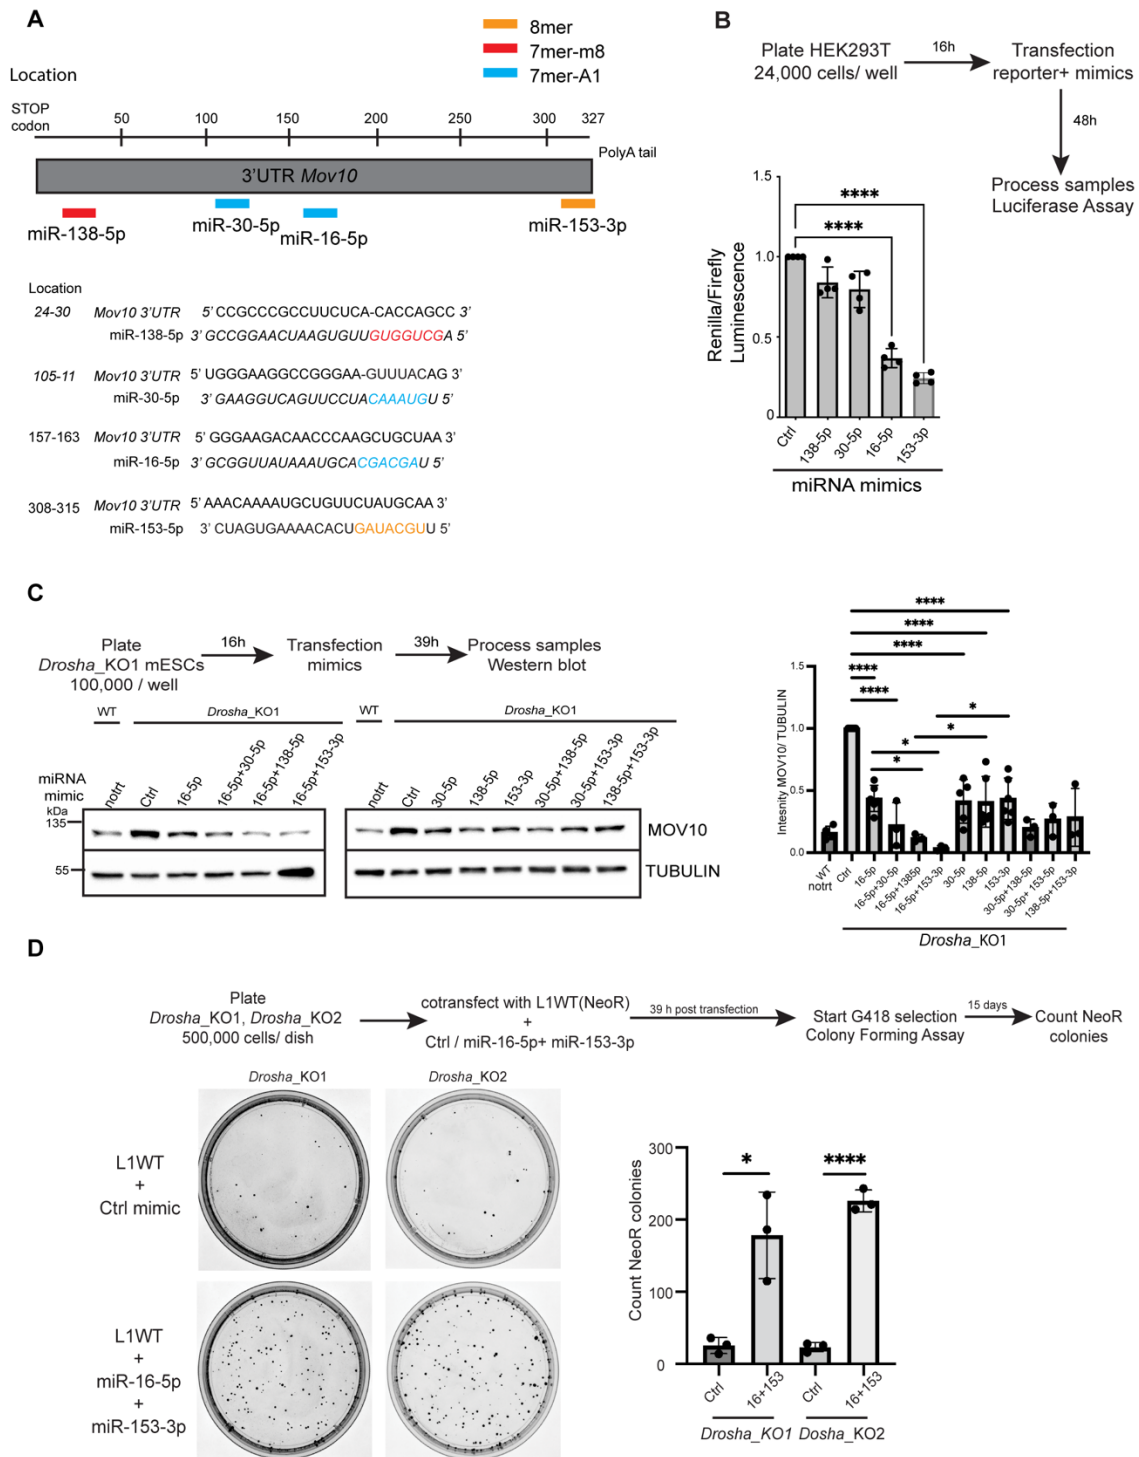 A
8mer
7mer-m8
7mer-A1
Location
STOP
codon
50
100
150
200
250
300
327
PolyA tail
3'UTR Mov10
miR-138-5p
miR-30-5p
miR-16-5p
miR-153-3p
Location
24-30 Mov10 3'UTR 5' CCGCCCGCCUUCUCA-CACCAGCC 3'
miR-138-5p 3' GCCGGAACUAAGUGUUGUGGUCGA 5'
105-11 Mov10 3'UTR 5' UGGGAAGGCCGGGAA-GUUUACAG 3'
miR-30-5p 3' GAAGGUCAGUUCCUACAAAUGU 5'
157-163 Mov10 3'UTR 5' GGGAAGACAACCCAAGCUGCUAA 3'
miR-16-5p 3' GCGGUUAUAAAUGCACGACGAU 5'
308-315 Mov10 3'UTR 5' AAACAAAAUGCUGUUCUAUGCAA 3'
miR-153-5p 3' CUAGUGAAAACACUGAUACGUU 5'
B
Plate HEK293T
24,000 cells/ well
16h
Transfection
reporter+ mimics
48h
Process samples
Luciferase Assay
Renilla/Firefly
Luminescence
1.5
1.0
0.5
0
****
****
Ctrl
138-5p
30-5p
16-5p
153-3p
miRNA mimics
C
Plate
Drosha_KO1 mESCs
100,000 / well
16h
Transfection
mimics
39h
Process samples
Western blot
WT
Drosha_KO1
WT
Drosha_KO1
miRNA
mimic
notrt
Ctrl
16-5p
16-5p+30-5p
16-5p+138-5p
16-5p+153-3p
notrt
Ctrl
30-5p
138-5p
153-3p
30-5p+138-5p
30-5p+153-3p
138-5p+153-3p
kDa
135
55
MOV10
TUBULIN
Intesnity MOV10/ TUBULIN
1.5
1.0
0.5
0.0
****
****
****
****
****
*
*
*
*
WT
notrt
Ctrl
16-5p
16-5p+30-5p
16-5p+1385p
16-5p+153-3p
30-5p
138-5p
153-3p
30-5p+138-5p
30-5p+ 153-5p
138-5p+153-3p
Drosha_KO1
D
Plate
Drosha_KO1, Drosha_KO2
500,000 cells/ dish
cotransfect with L1WT(NeoR)
+
Ctrl / miR-16-5p+ miR-153-3p
39 h post transfection
Start G418 selection
Colony Forming Assay
15 days
Count NeoR
colonies
Drosha_KO1
Drosha_KO2
L1WT
+
Ctrl mimic
L1WT
+
miR-16-5p
+
miR-153-3p
Count NeoR colonies
300
200
100
0
*
****
Ctrl
16+153
Ctrl
16+153
Drosha_KO1
Dosha_KO2